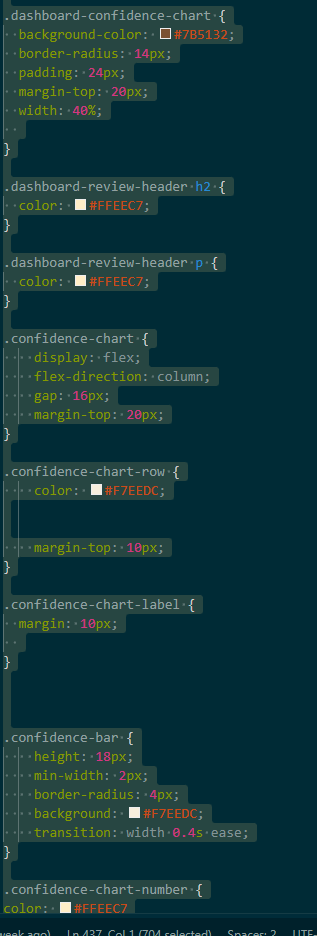 .dashboard-confidence-chart {
background-color: #7B5132;
border-radius: 14px;
padding: 24px;
margin-top: 20px;
width: 40%;
}
.dashboard-review-header h2 {
color: #FFEEC7;
}
.dashboard-review-header p {
color: #FFEEC7;
}
.confidence-chart {
display: flex;
flex-direction: column;
gap: 16px;
margin-top: 20px;
}
.confidence-chart-row {
color: #F7EEDC;
margin-top: 10px;
}
.confidence-chart-label {
margin: 10px;
}
.confidence-bar {
height: 18px;
min-width: 2px;
border-radius: 4px;
background: #F7EEDC;
transition: width 0.4s ease;
}
.confidence-chart-number {
color: #FFEEC7
week ago) Ln 437, Col 1 (704 selected) Spaces: 2 UTF-